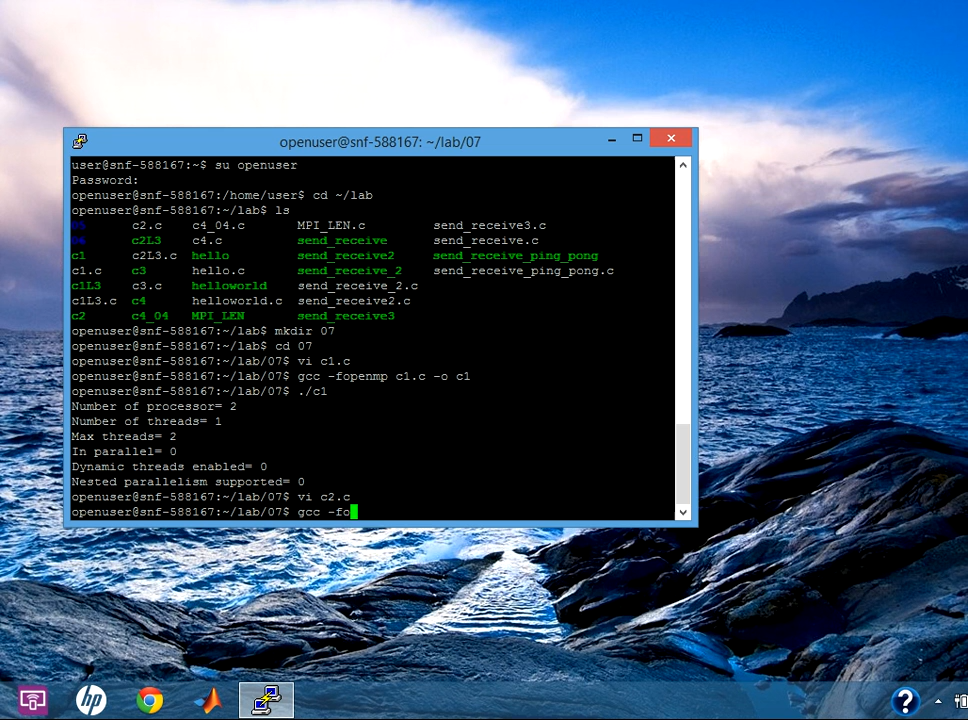 openuser@snf-588167: ~/lab/07
user@snf-588167:~$ su openuser
Password:
openuser@snf-588167:/home/user$ cd ~/lab
openuser@snf-588167:~/lab$ ls
05 c2.c c4_04.c MPI_LEN.c send_receive3.c
06 c2L3 c4.c send_receive send_receive.c
c1 c2L3.c hello send_receive2 send_receive_ping_pong
c1.c c3 hello.c send_receive_2 send_receive_ping_pong.c
c1L3 c3.c helloworld send_receive_2.c
c1L3.c c4 helloworld.c send_receive2.c
c2 c4_04 MPI_LEN send_receive3
openuser@snf-588167:~/lab$ mkdir 07
openuser@snf-588167:~/lab$ cd 07
openuser@snf-588167:~/lab/07$ vi c1.c
openuser@snf-588167:~/lab/07$ gcc -fopenmp c1.c -o c1
openuser@snf-588167:~/lab/07$ ./c1
Number of processor= 2
Number of threads= 1
Max threads= 2
In parallel= 0
Dynamic threads enabled= 0
Nested parallelism supported= 0
openuser@snf-588167:~/lab/07$ vi c2.c
openuser@snf-588167:~/lab/07$ gcc -fo
hp
?